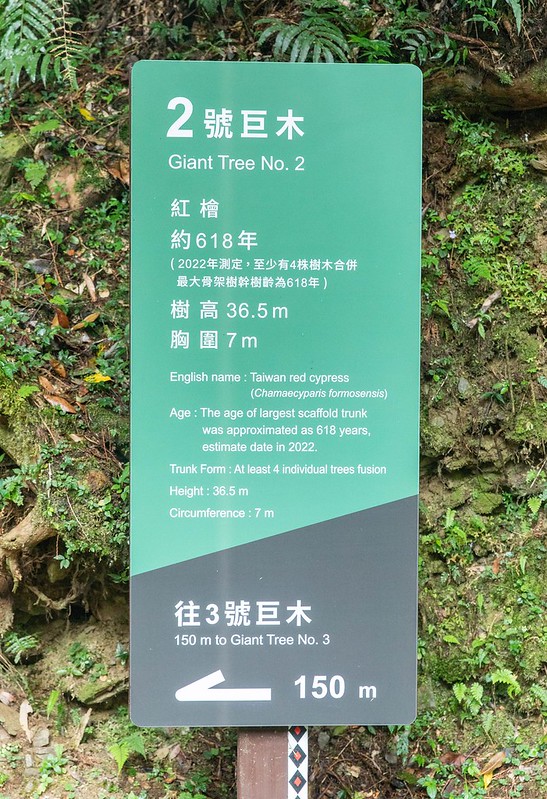 2號巨木
Giant Tree No. 2
紅檜
約618年
(2022年測定，至少有4株樹木合併
最大骨架樹幹樹齡為618年)
樹高36.5m
胸圍7m
English name : Taiwan red cypress
(Chamaecyparis formosensis)
Age : The age of largest scaffold trunk
was approximated as 618 years,
estimate date in 2022.
Trunk Form : At least 4 individual trees fusion
Height : 36.5 m
Circumference : 7 m
往3號巨木
150 m to Giant Tree No. 3
150 m